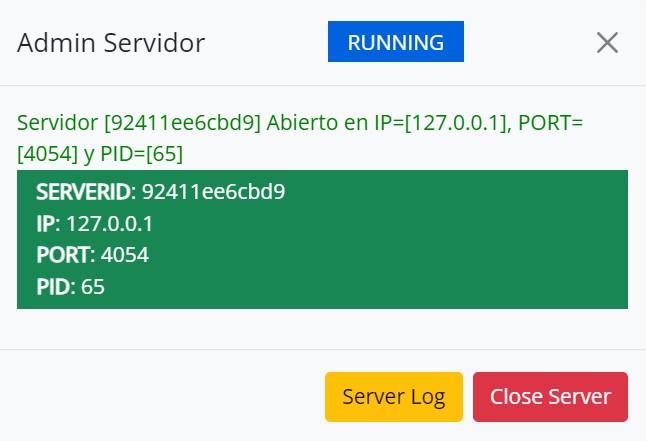 Admin Servidor
RUNNING
Servidor [92411ee6cbd9] Abierto en IP=[127.0.0.1], PORT=
[4054] y PID=[65]
SERVERID: 92411ee6cbd9
IP: 127.0.0.1
PORT: 4054
PID: 65
Server Log
Close Server